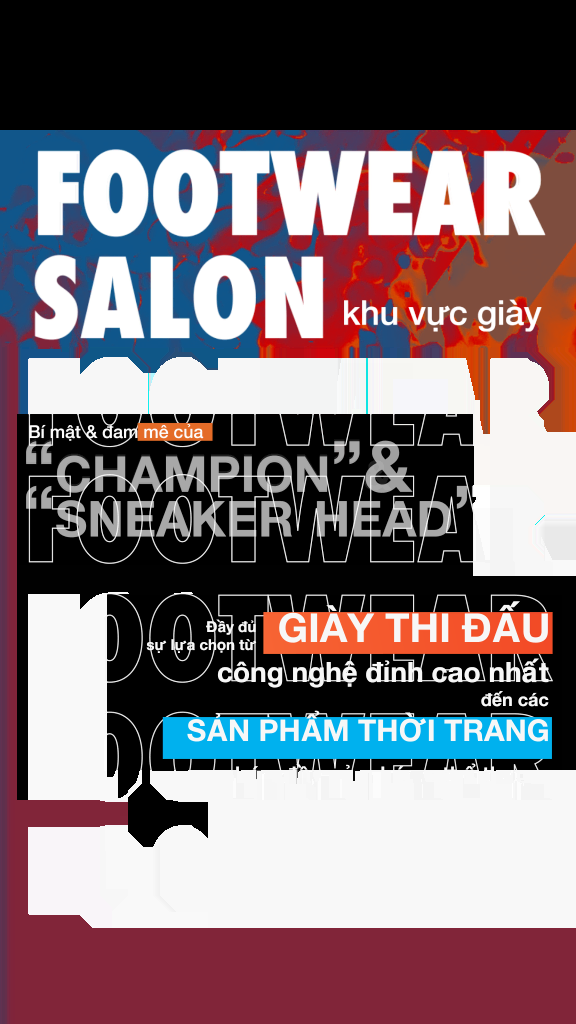 FOOTWEAR
SALON
khu vực giày
Bí mật & đam mê của
“CHAMPION”&
“SNEAKER HEAD”
FOOTWEAR
Đầy đủ
sự lựa chọn từ
GIÀY THI ĐẤU
công nghệ đỉnh cao nhất
đến các
SẢN PHẨM THỜI TRANG